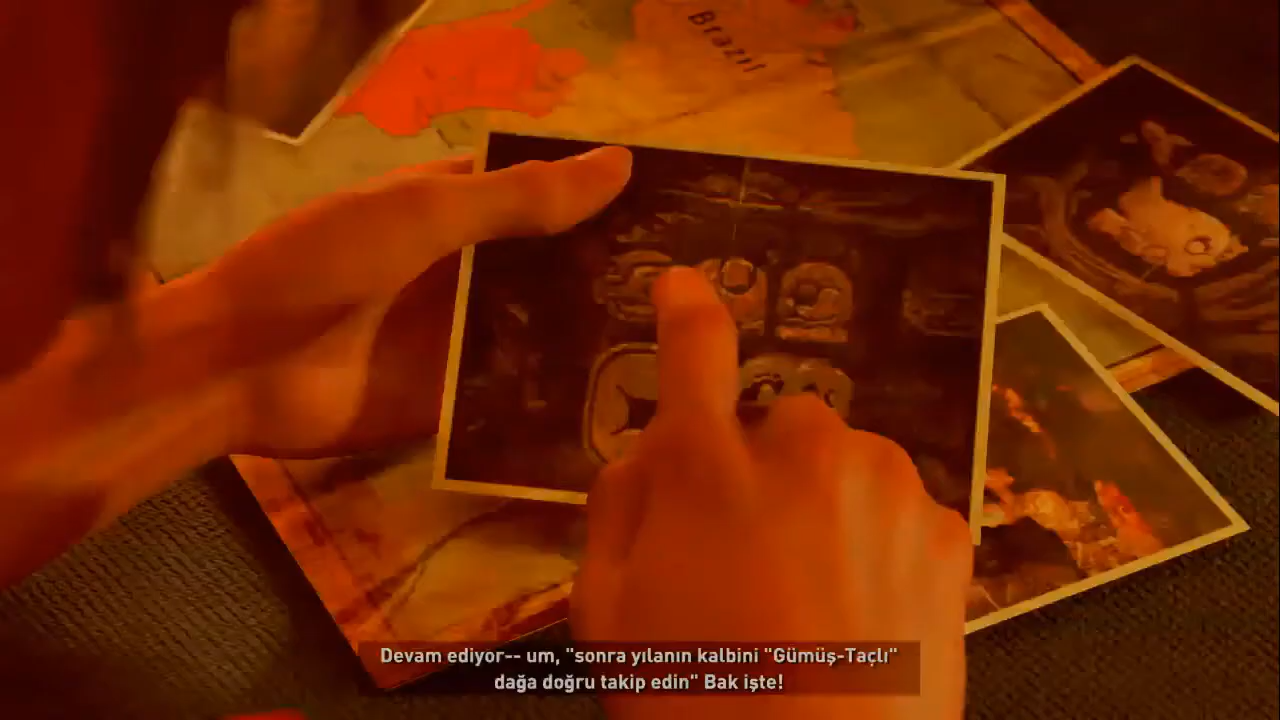 Brazil
Devam ediyor-- um, "sonra yılanın kalbini "Gümüş-Taçlı"
dağa doğru takip edin" Bak işte!